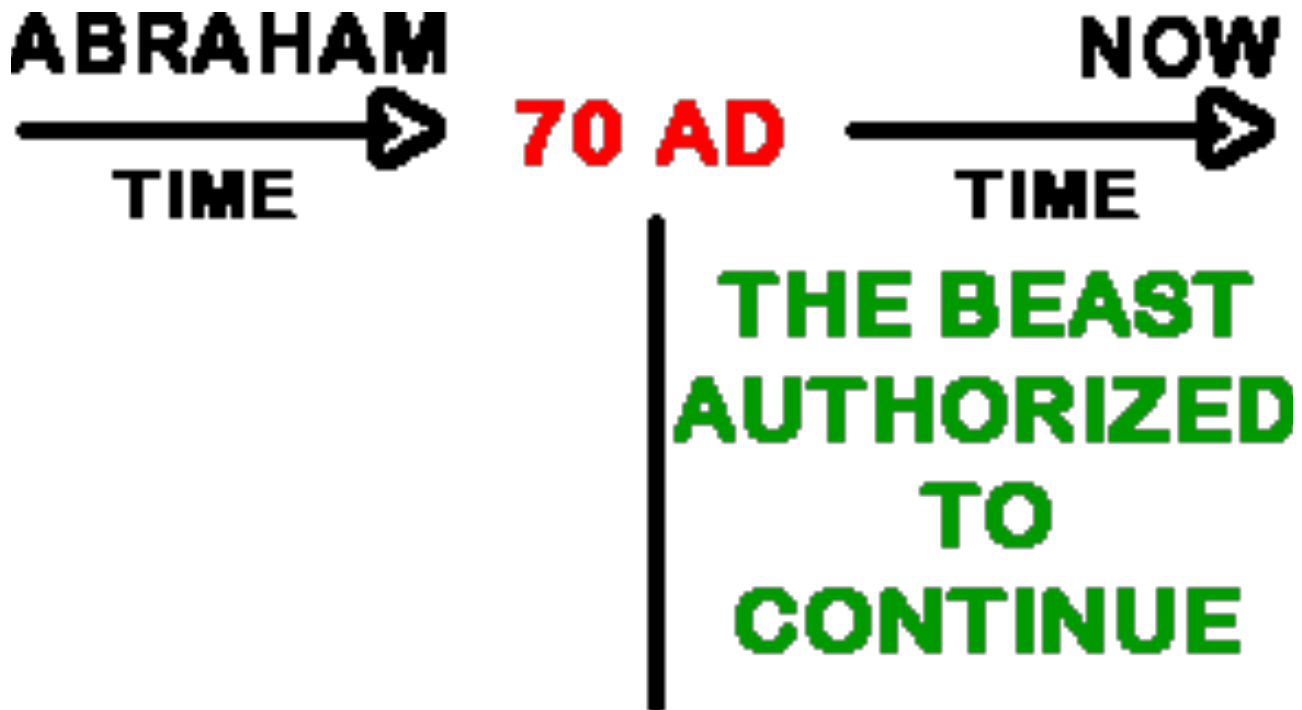 ABRAHAM
NOW
70 AD
TIME
TIME
THE BEAST
AUTHORIZED
TO
CONTINUE